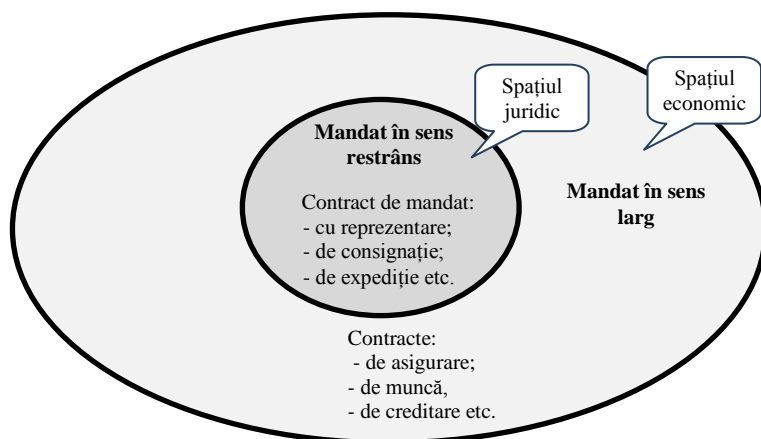 Spațiul
juridic
Spațiul
economic
Mandat în sens
restrâns
Contract de mandat:
- cu reprezentare;
- de consignație;
- de expediție etc.
Mandat în sens
larg
Contracte:
- de asigurare;
- de muncă,
- de creditare etc.